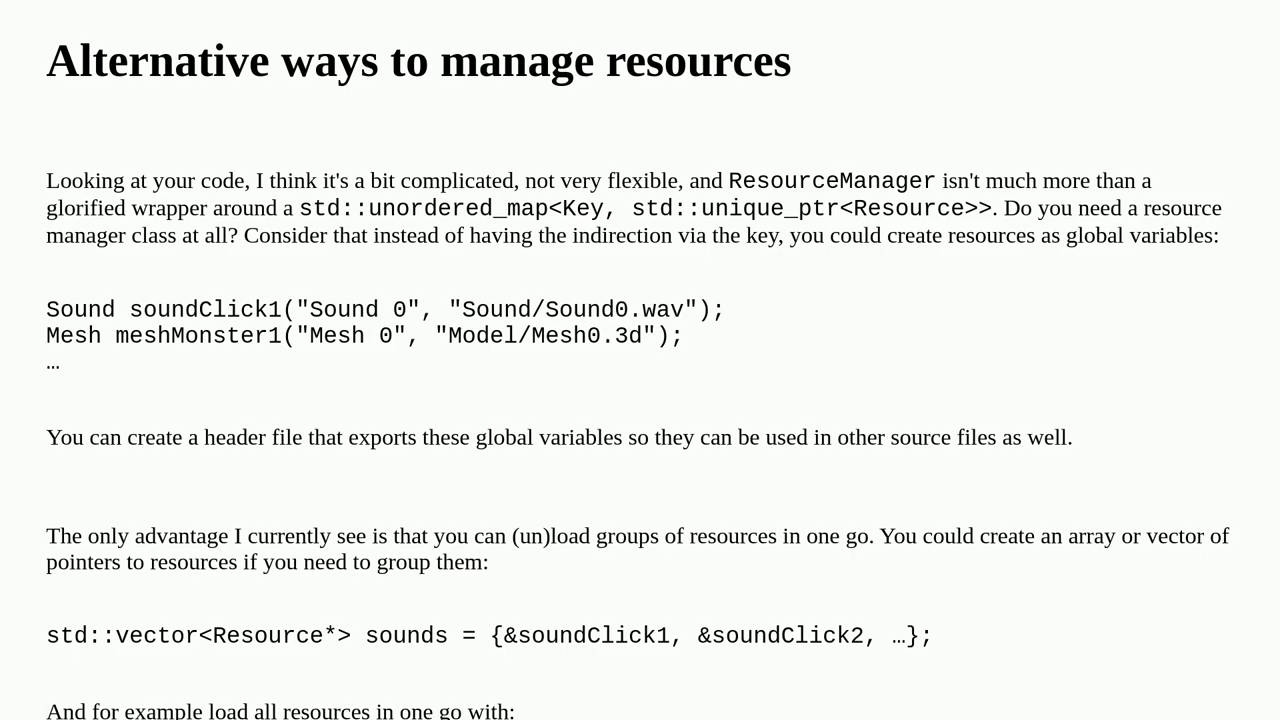 Alternative ways to manage resources
Looking at your code, I think it's a bit complicated, not very flexible, and ResourceManager isn't much more than a
glorified wrapper around a std::unordered_map<Key, std::unique_ptr<Resource>>. Do you need a resource
manager class at all? Consider that instead of having the indirection via the key, you could create resources as global variables:
Sound soundClick1("Sound 0", "Sound/Sound0.wav");
Mesh meshMonster1("Mesh 0", "Model/Mesh0.3d");
…
You can create a header file that exports these global variables so they can be used in other source files as well.
The only advantage I currently see is that you can (un)load groups of resources in one go. You could create an array or vector of
pointers to resources if you need to group them:
std::vector<Resource*> sounds = {&soundClick1, &soundClick2, …};
And for example load all resources in one go with: